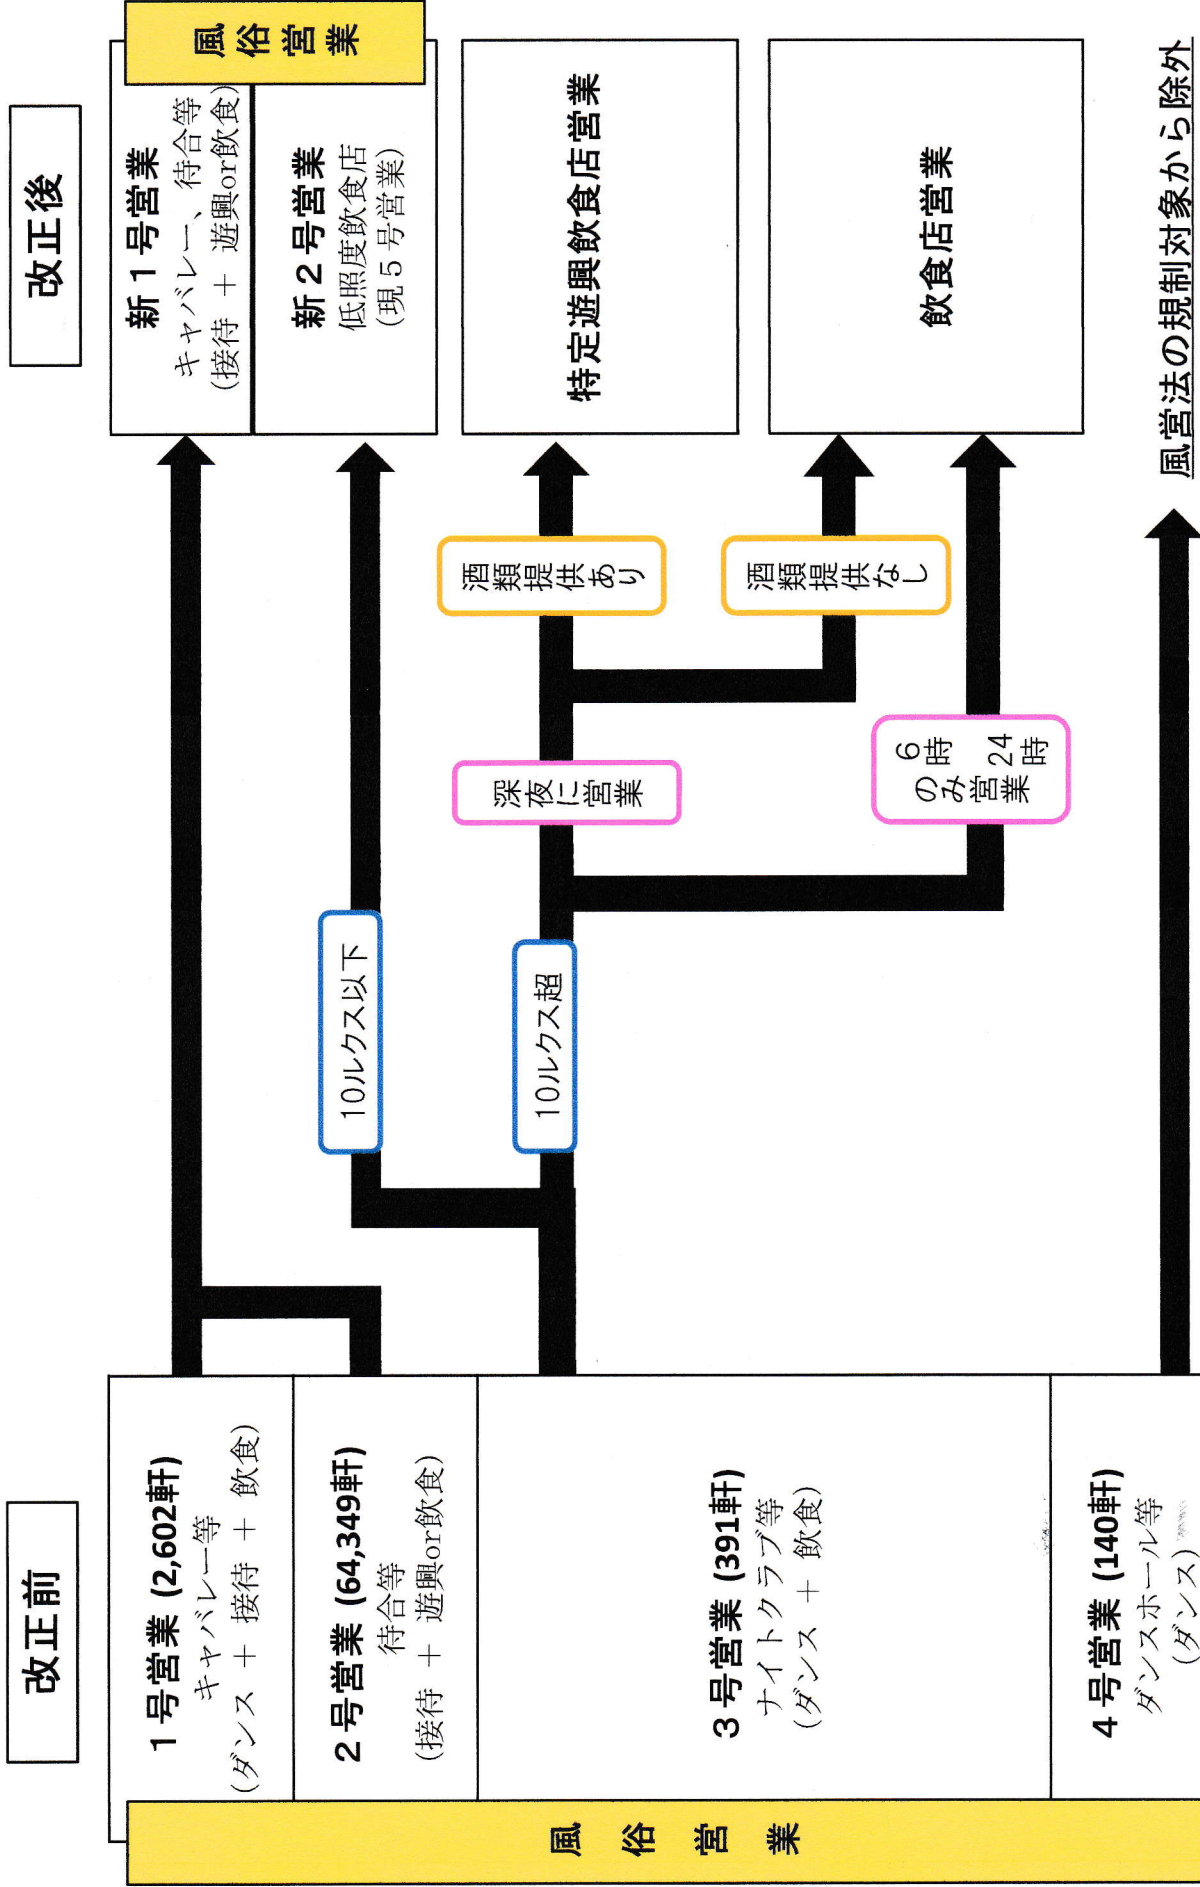 改正前
風俗営業
１号営業 (2,602軒)
キャバレー等
(ダンス ＋ 接待 ＋ 飲食)
２号営業 (64,349軒)
待合等
(接待 ＋ 遊興or飲食)
３号営業 (391軒)
ナイトクラブ等
(ダンス ＋ 飲食)
４号営業 (140軒)
ダンスホール等
(ダンス)
10ルクス以下
10ルクス超
深夜に営業
6時 24時
のみ営業
酒類提供あり
酒類提供なし
改正後
新１号営業
キャバレー、待合等
(接待 ＋ 遊興or飲食)
新２号営業
低照度飲食店
(現５号営業)
風俗営業
特定遊興飲食店営業
飲食店営業
風営法の規制対象から除外